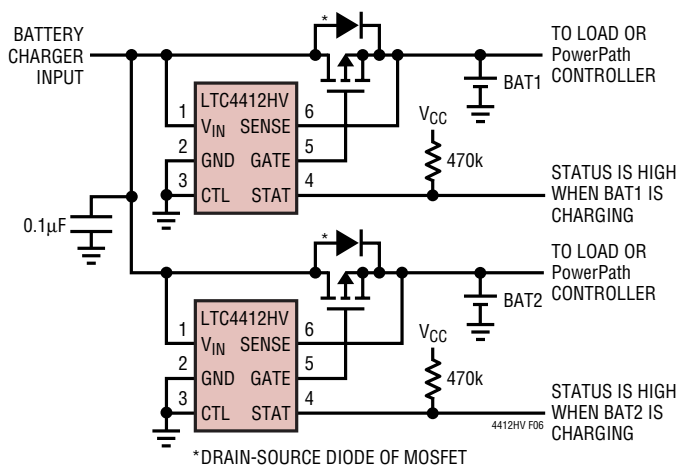 BATTERY
CHARGER
INPUT
*
TO LOAD OR
PowerPath
CONTROLLER
BAT1
LTC4412HV
1
VIN SENSE
6
2
GND GATE
5
3
CTL STAT
4
VCC
470k
STATUS IS HIGH
WHEN BAT1 IS
CHARGING
0.1µF
*
TO LOAD OR
PowerPath
CONTROLLER
BAT2
LTC4412HV
1
VIN SENSE
6
2
GND GATE
5
3
CTL STAT
4
VCC
470k
STATUS IS HIGH
WHEN BAT2 IS
CHARGING
4412HV F06
*DRAIN-SOURCE DIODE OF MOSFET